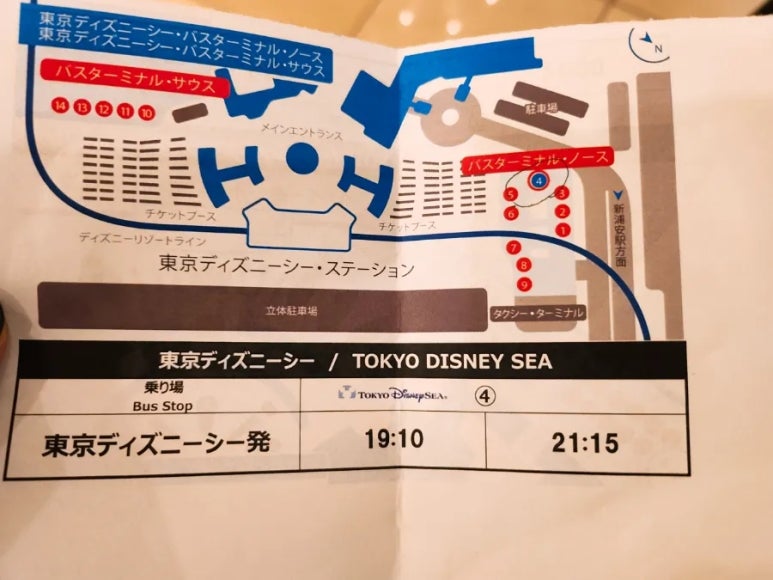 東京ディズニーシー・バスターミナル・ノース
東京ディズニーシー・バスターミナル・サウス
バスターミナル・サウス
14 13 12 11 10
メインエントランス
N
駐車場
バスターミナル・ノース
4
5
3
6
2
1
7
8
9
新浦安駅方面
チケットブース
チケットブース
ディズニーリゾートライン
東京ディズニーシー・ステーション
立体駐車場
タクシー・ターミナル
東京ディズニーシー / TOKYO DISNEY SEA
乗り場
Bus Stop
TOKYO DisneySEA ④
東京ディズニーシー発 19:10 21:15